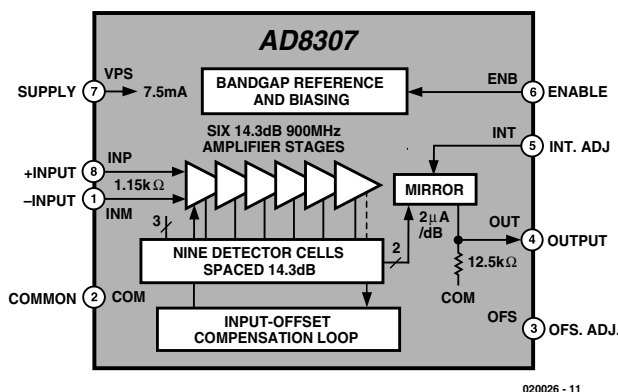 AD8307
SUPPLY 7 VPS
7.5mA
BANDGAP REFERENCE
AND BIASING
ENB
6 ENABLE
SIX 14.3dB 900MHz
AMPLIFIER STAGES
INT
5 INT. ADJ
+INPUT 8 INP
1.15kΩ
–INPUT 1 INM
MIRROR
3
2µA
/dB
OUT
4 OUTPUT
NINE DETECTOR CELLS
SPACED 14.3dB
2
12.5kΩ
COM
COMMON 2 COM
INPUT-OFFSET
COMPENSATION LOOP
OFS
3 OFS. ADJ.
020026 - 11